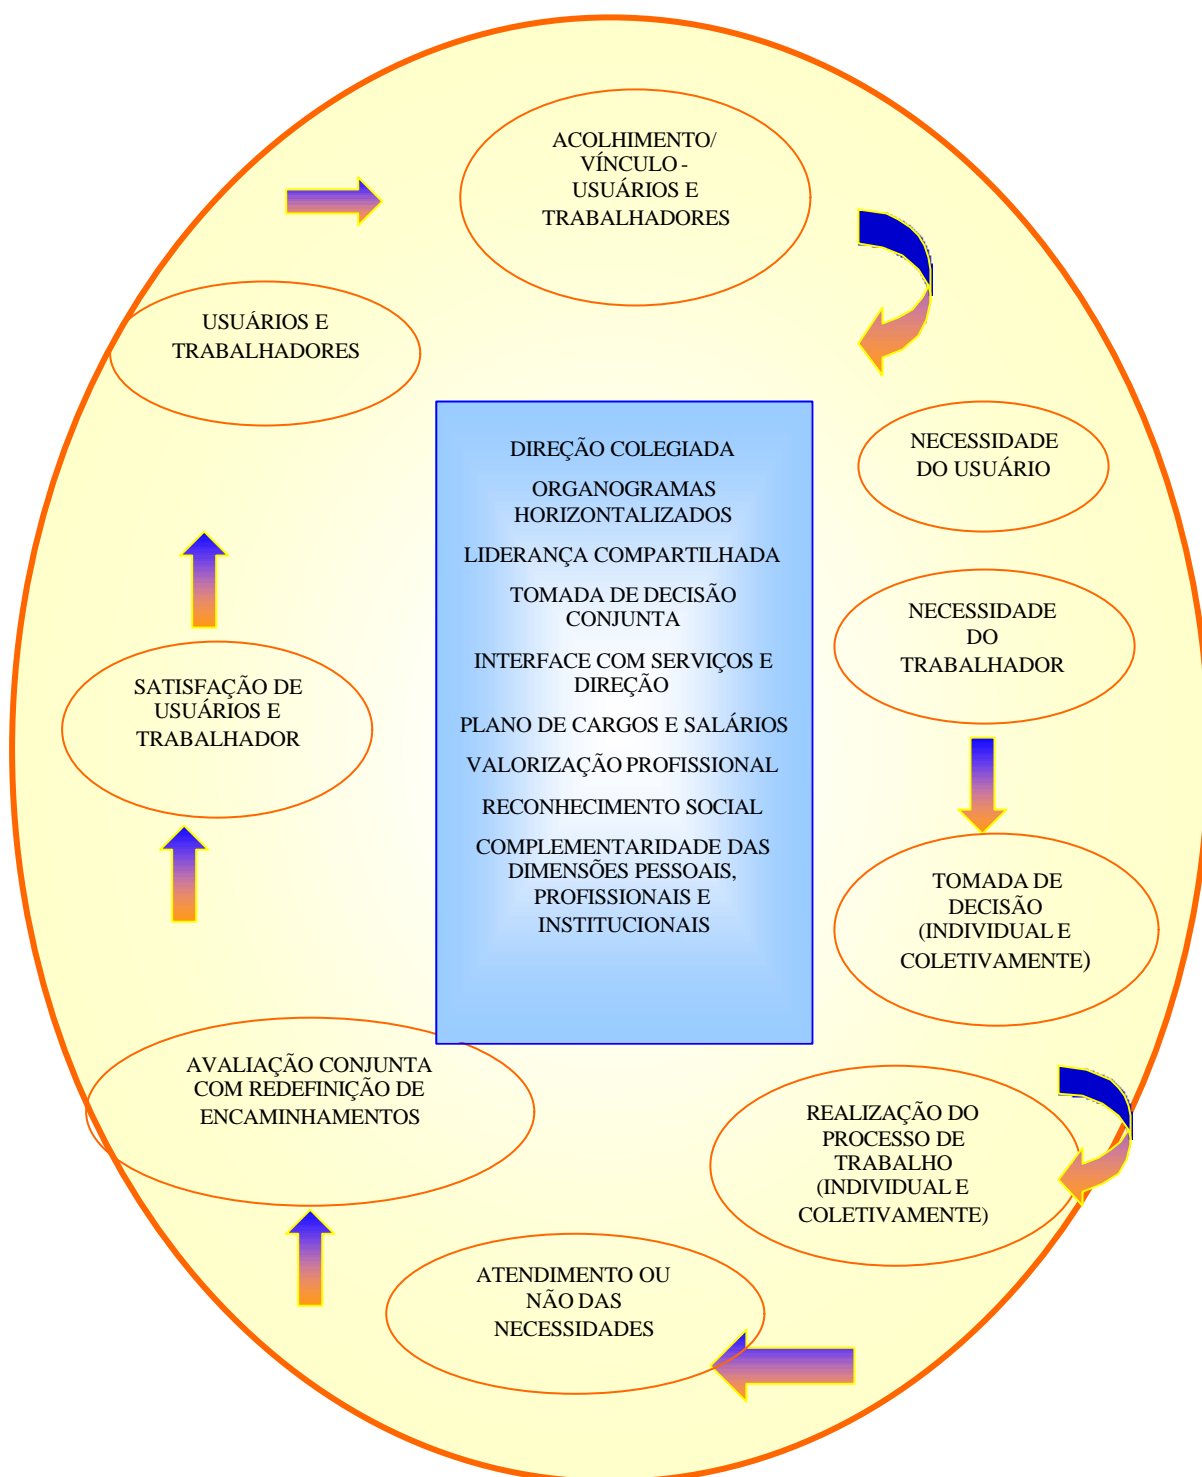 ACOLHIMENTO/
VÍNCULO -
USUÁRIOS E
TRABALHADORES
USUÁRIOS E
TRABALHADORES
DIREÇÃO COLEGIADA
ORGANOGRAMAS
HORIZONTALIZADOS
LIDERANÇA COMPARTILHADA
TOMADA DE DECISÃO
CONJUNTA
INTERFACE COM SERVIÇOS E
DIREÇÃO
PLANO DE CARGOS E SALÁRIOS
VALORIZAÇÃO PROFISSIONAL
RECONHECIMENTO SOCIAL
COMPLEMENTARIDADE DAS
DIMENSÕES PESSOAIS,
PROFISSIONAIS E
INSTITUCIONAIS
NECESSIDADE
DO USUÁRIO
NECESSIDADE
DO
TRABALHADOR
SATISFAÇÃO DE
USUÁRIOS E
TRABALHADOR
TOMADA DE
DECISÃO
(INDIVIDUAL E
COLETIVAMENTE)
AVALIAÇÃO CONJUNTA
COM REDEFINIÇÃO DE
ENCAMINHAMENTOS
REALIZAÇÃO DO
PROCESSO DE
TRABALHO
(INDIVIDUAL E
COLETIVAMENTE)
ATENDIMENTO OU
NÃO DAS
NECESSIDADES